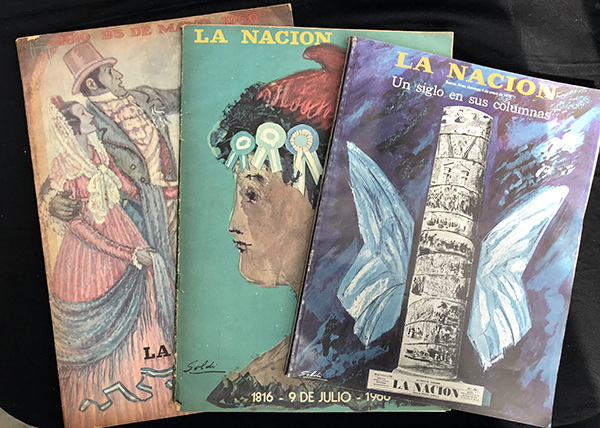 25 DE MAYO
LA
LA NACION
Soldi
1816 - 9 DE JULIO - 1966
LA NACION
Un siglo en sus columnas
LA NACION